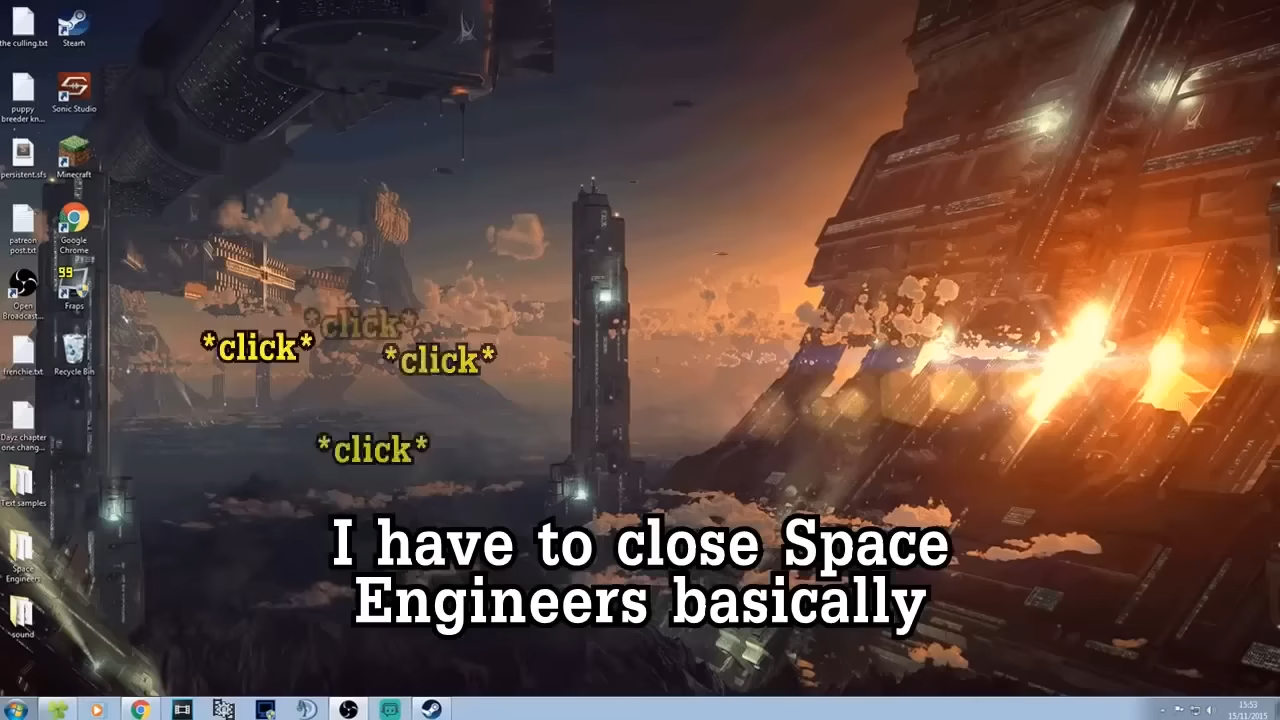 the culling.txt
Steam
puppy
breeder kn...
Sonic Studio
persistent.sfs
Minecraft
patreon
post.txt
Google
Chrome
99
Open
Broadcast...
Fraps
frenchie.txt
Recycle Bin
Dayz chapter
one chang...
Text samples
Space
Engineers
sound
*click*
*click*
*click*
*click*
I have to close Space
Engineers basically
15:53
15/11/2015